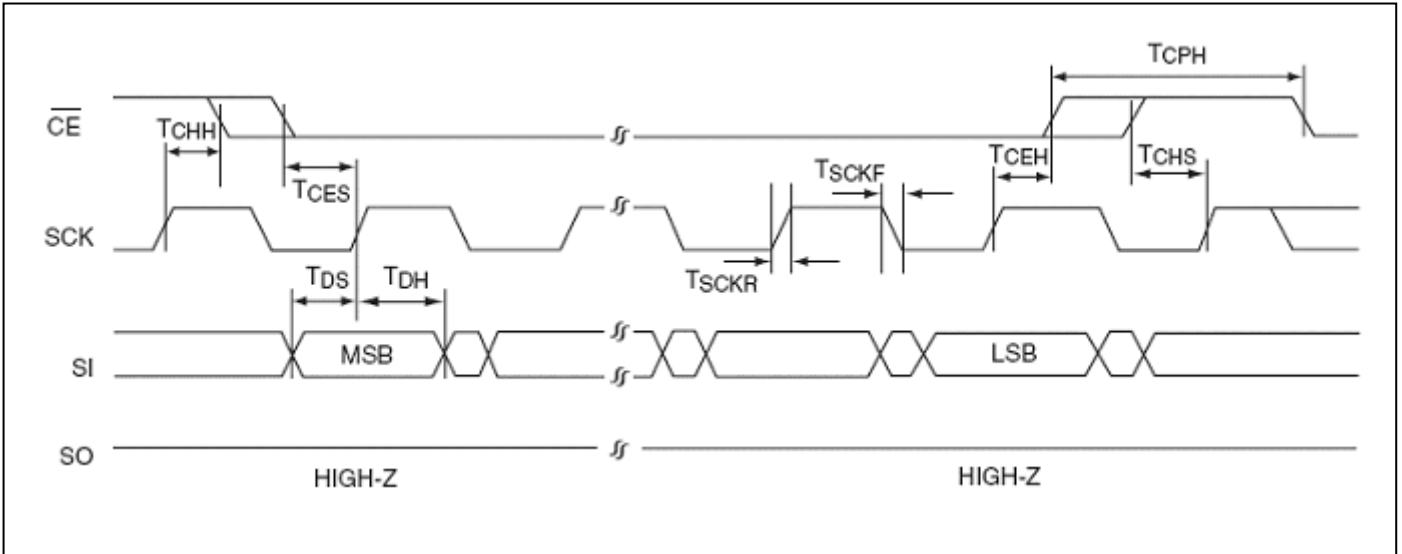 TCPH
CE
TCHH
TCEH
TCHS
TSCKF
TCES
SCK
TDS
TDH
TSCKR
SI
MSB
LSB
SO
HIGH-Z
HIGH-Z